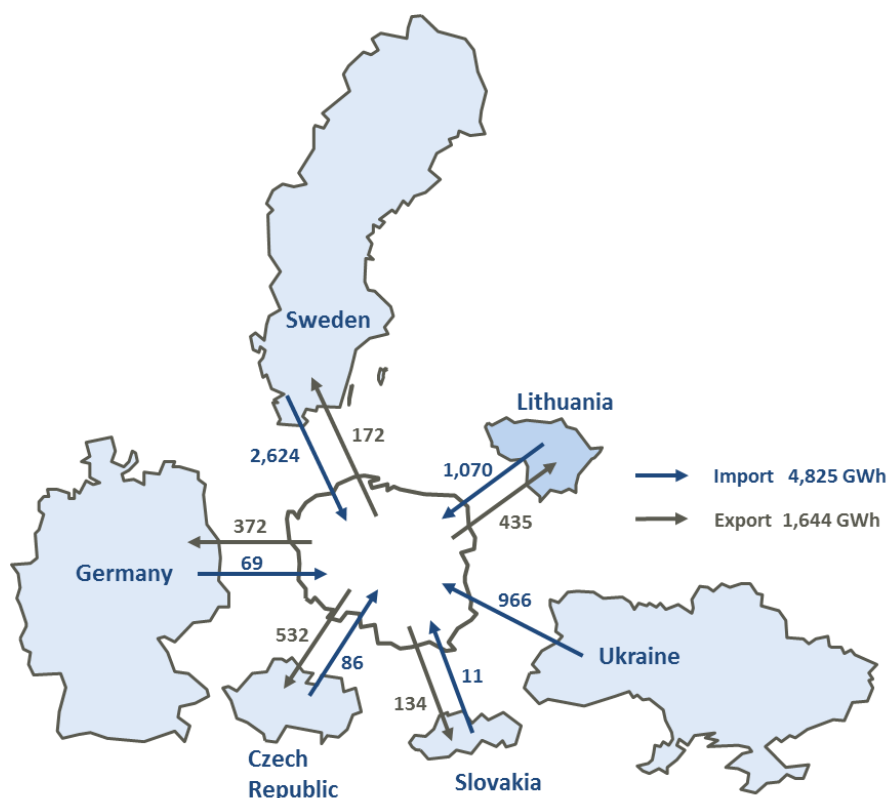 Sweden
Lithuania
2,624
172
1,070
435
Import 4,825 GWh
Export 1,644 GWh
372
Germany
69
532
86
966
Ukraine
134
11
Czech
Republic
Slovakia